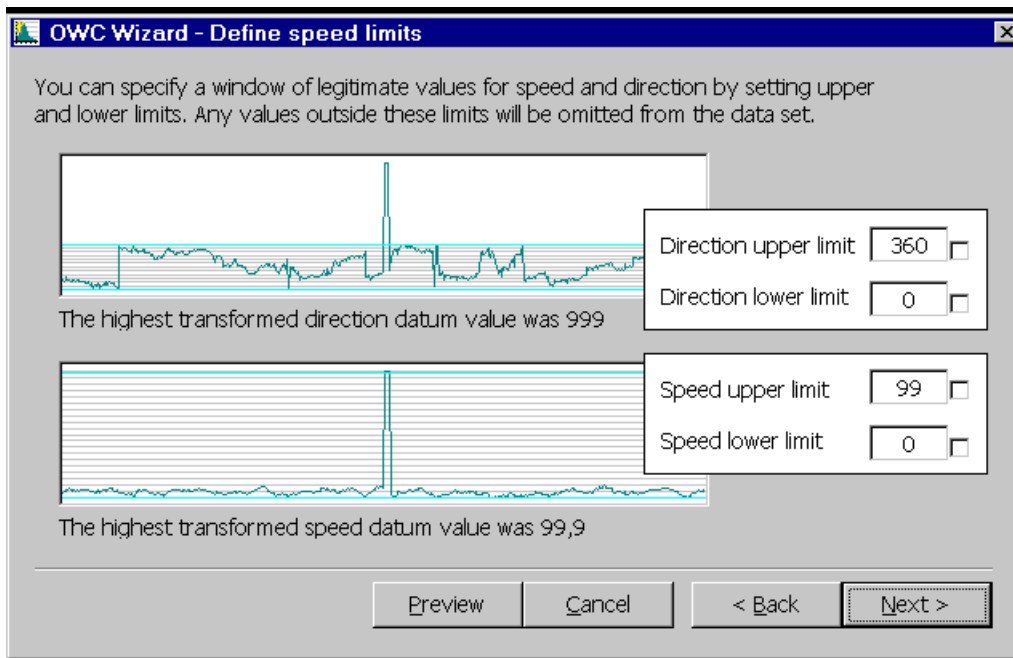 OWC Wizard - Define speed limits
You can specify a window of legitimate values for speed and direction by setting upper
and lower limits. Any values outside these limits will be omitted from the data set.
Direction upper limit 360
Direction lower limit 0
The highest transformed direction datum value was 999
Speed upper limit 99
Speed lower limit 0
The highest transformed speed datum value was 99,9
Preview Cancel < Back Next >